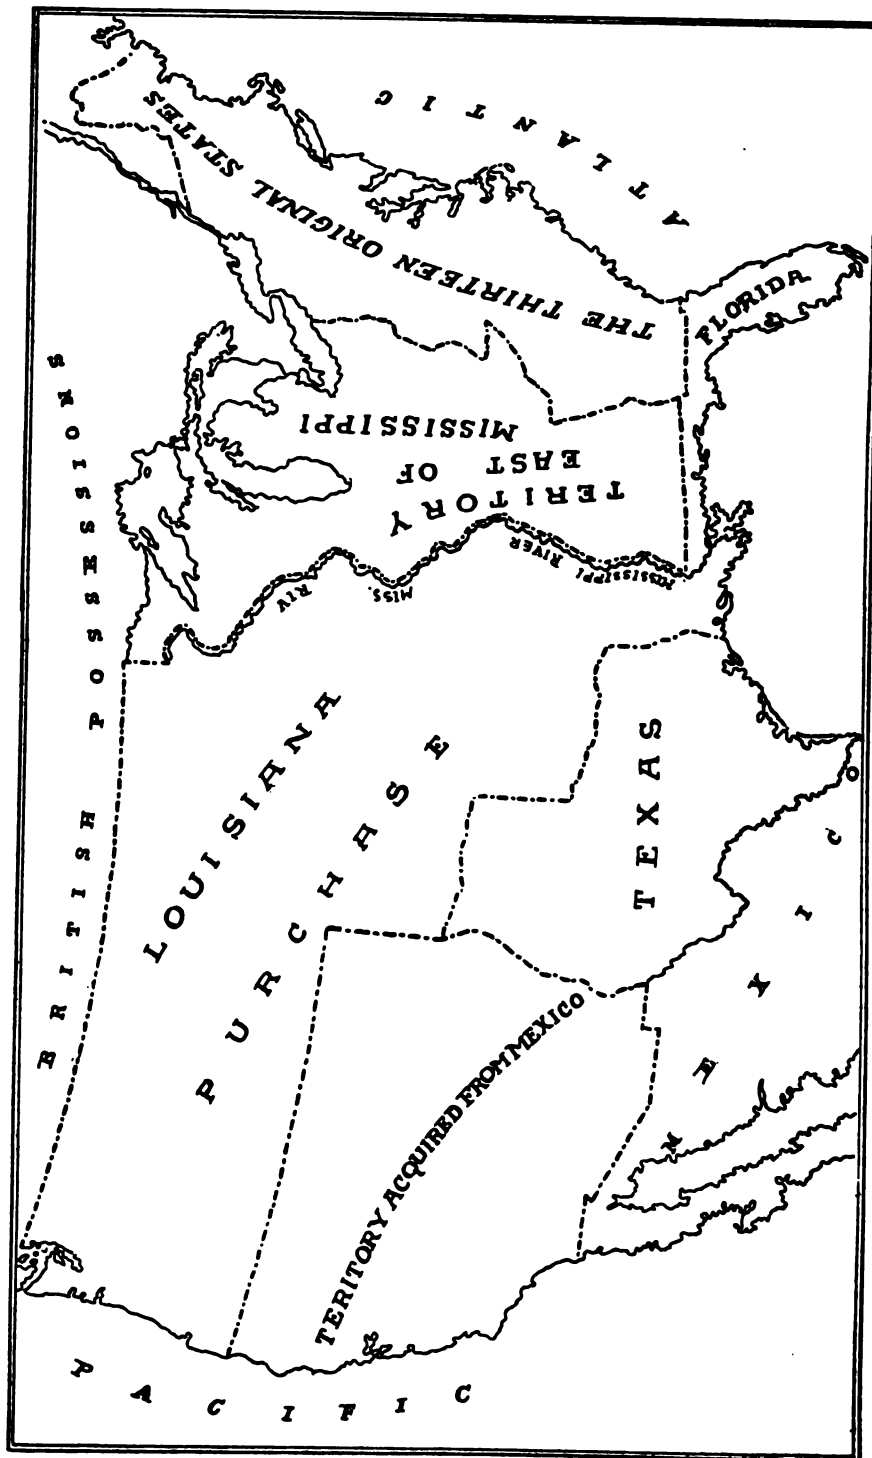 BRITISH POSSESSIONS
ATLANTIC
PACIFIC
THE THIRTEEN ORIGINAL STATES
FLORIDA
TERITORY
EAST OF
MISSISSIPPI
MISS.
RIV
MISSISSIPPI RIVER
LOUISIANA
PURCHASE
TEXAS
TERITORY ACQUIRED FROM MEXICO
MEXICO